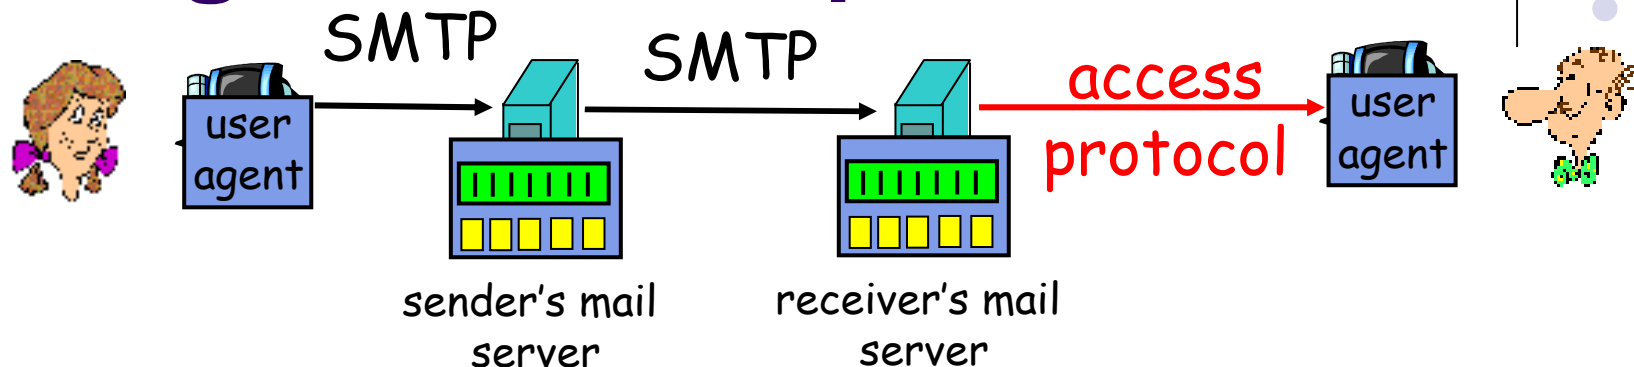 SMTP
SMTP
access
protocol
user
agent
user
agent
sender's mail
server
receiver's mail
server